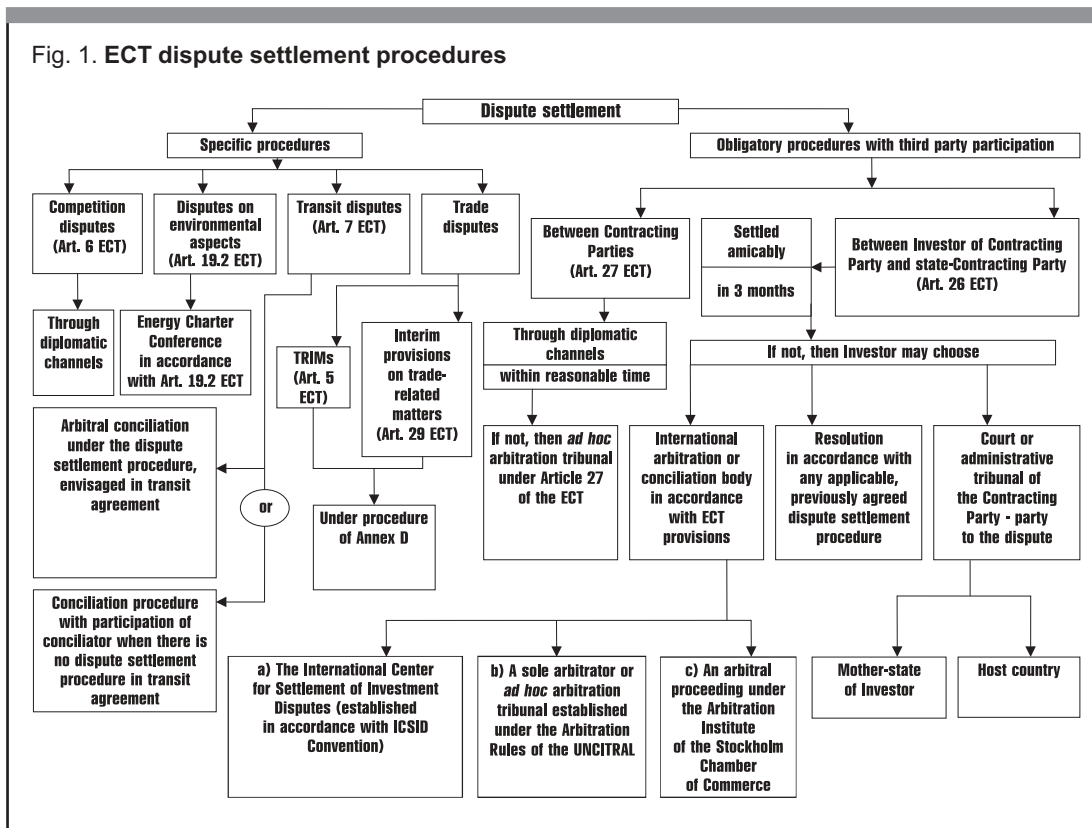 Fig. 1. ECT dispute settlement procedures
Dispute settlement
Specific procedures
Obligatory procedures with third party participation
Competition
disputes
(Art. 6 ECT)
Disputes on
environmental
aspects
(Art. 19.2 ECT)
Transit disputes
(Art. 7 ECT)
Trade
disputes
Between Contracting
Parties
(Art. 27 ECT)
Settled
amicably
in 3 months
Between Investor of Contracting
Party and state-Contracting Party
(Art. 26 ECT)
Through
diplomatic
channels
Energy Charter
Conference
in accordance
with Art. 19.2 ECT
TRIMs
(Art. 5
ECT)
Interim
provisions
on trade-
related
matters
(Art. 29 ECT)
Through diplomatic
channels
within reasonable time
If not, then Investor may choose
Arbitral conciliation
under the dispute
settlement procedure,
envisaged in transit
agreement
or
Under procedure
of Annex D
If not, then ad hoc
arbitration tribunal
under Article 27
of the ECT
International
arbitration or
conciliation body
in accordance
with ECT
provisions
Resolution
in accordance with
any applicable,
previously agreed
dispute settlement
procedure
Court or
administrative
tribunal of
the Contracting
Party - party
to the dispute
Conciliation procedure
with participation of
conciliator when there is
no dispute settlement
procedure in transit
agreement
a) The International Center
for Settlement of Investment
Disputes (established
in accordance with ICSID
Convention)
b) A sole arbitrator or
ad hoc arbitration
tribunal established
under the Arbitration
Rules of the UNCITRAL
c) An arbitral
proceeding under
the Arbitration
Institute
of the Stockholm
Chamber
of Commerce
Mother-state
of Investor
Host country